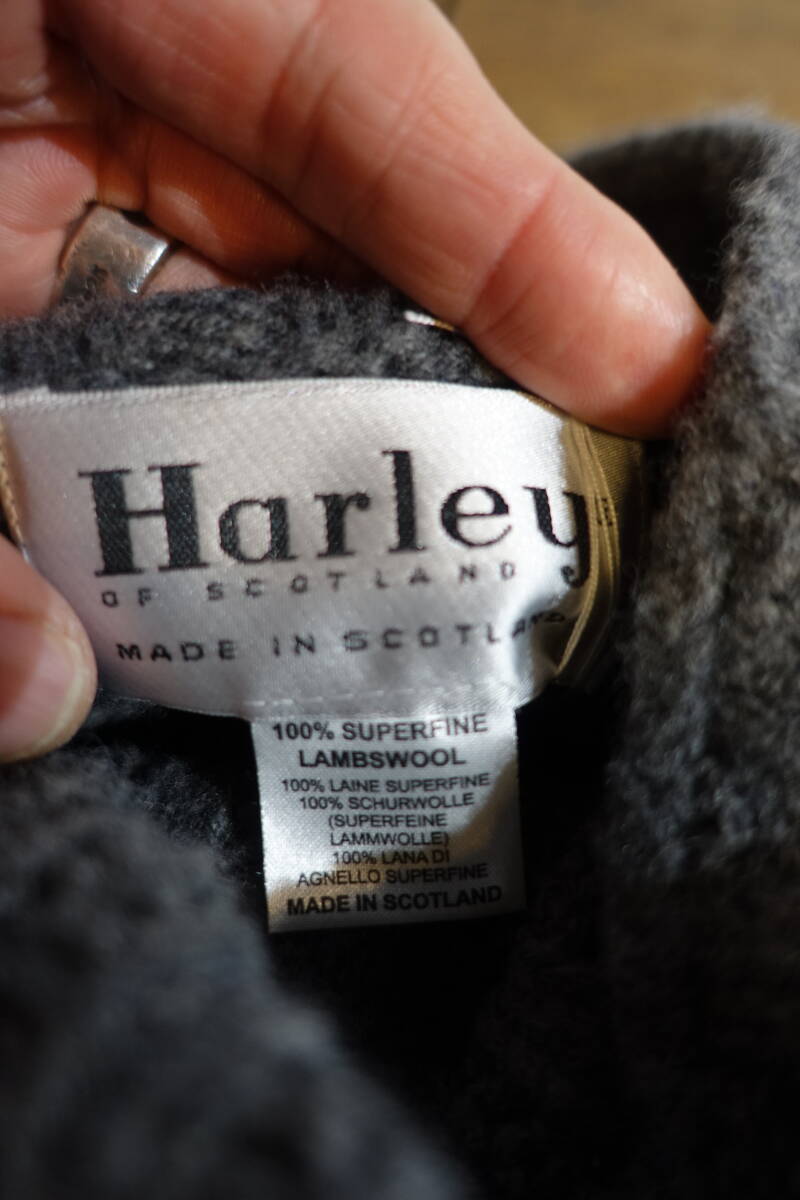 Harley
OF SCOTLAND
MADE IN SCOTLAND
100% SUPERFINE
LAMBSWOOL
100% LAINE SUPERFINE
100% SCHURWOLLE
(SUPERFEINE
LAMMWOLLE)
100% LANA DI
AGNELLO SUPERFINE
MADE IN SCOTLAND